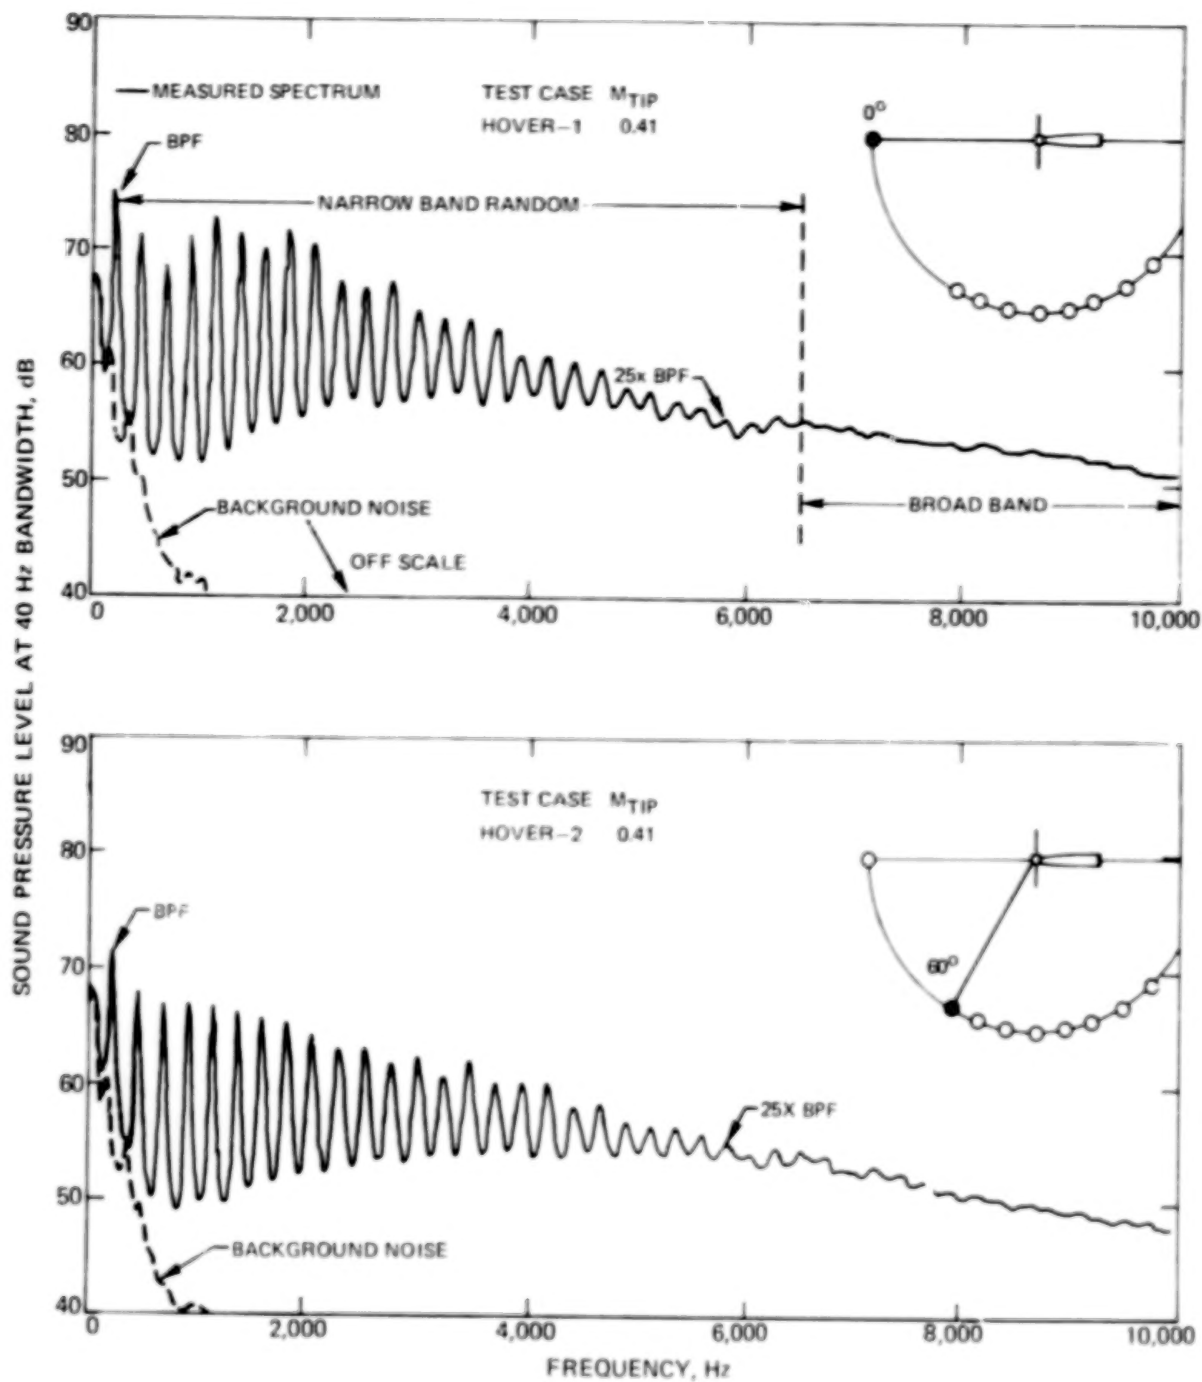 SOUND PRESSURE LEVEL AT 40 Hz BANDWIDTH, dB
90
80
70
60
50
40
MEASURED SPECTRUM
TEST CASE MTIP
HOVER-1 0.41
BPF
NARROW BAND RANDOM
0°
25x BPF
BROAD BAND
BACKGROUND NOISE
OFF SCALE
0 2,000 4,000 6,000 8,000 10,000
90
80
70
60
50
40
TEST CASE MTIP
HOVER-2 0.41
BPF
60°
25X BPF
BACKGROUND NOISE
0 2,000 4,000 6,000 8,000 10,000
FREQUENCY, Hz